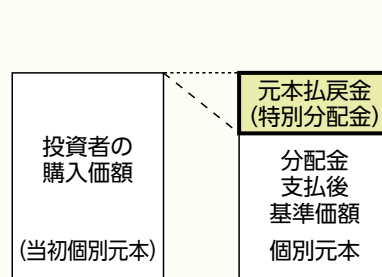 投資者の
購入価額
(当初個別元本)
元本払戻金
(特別分配金)
分配金
支払後
基準価額
個別元本